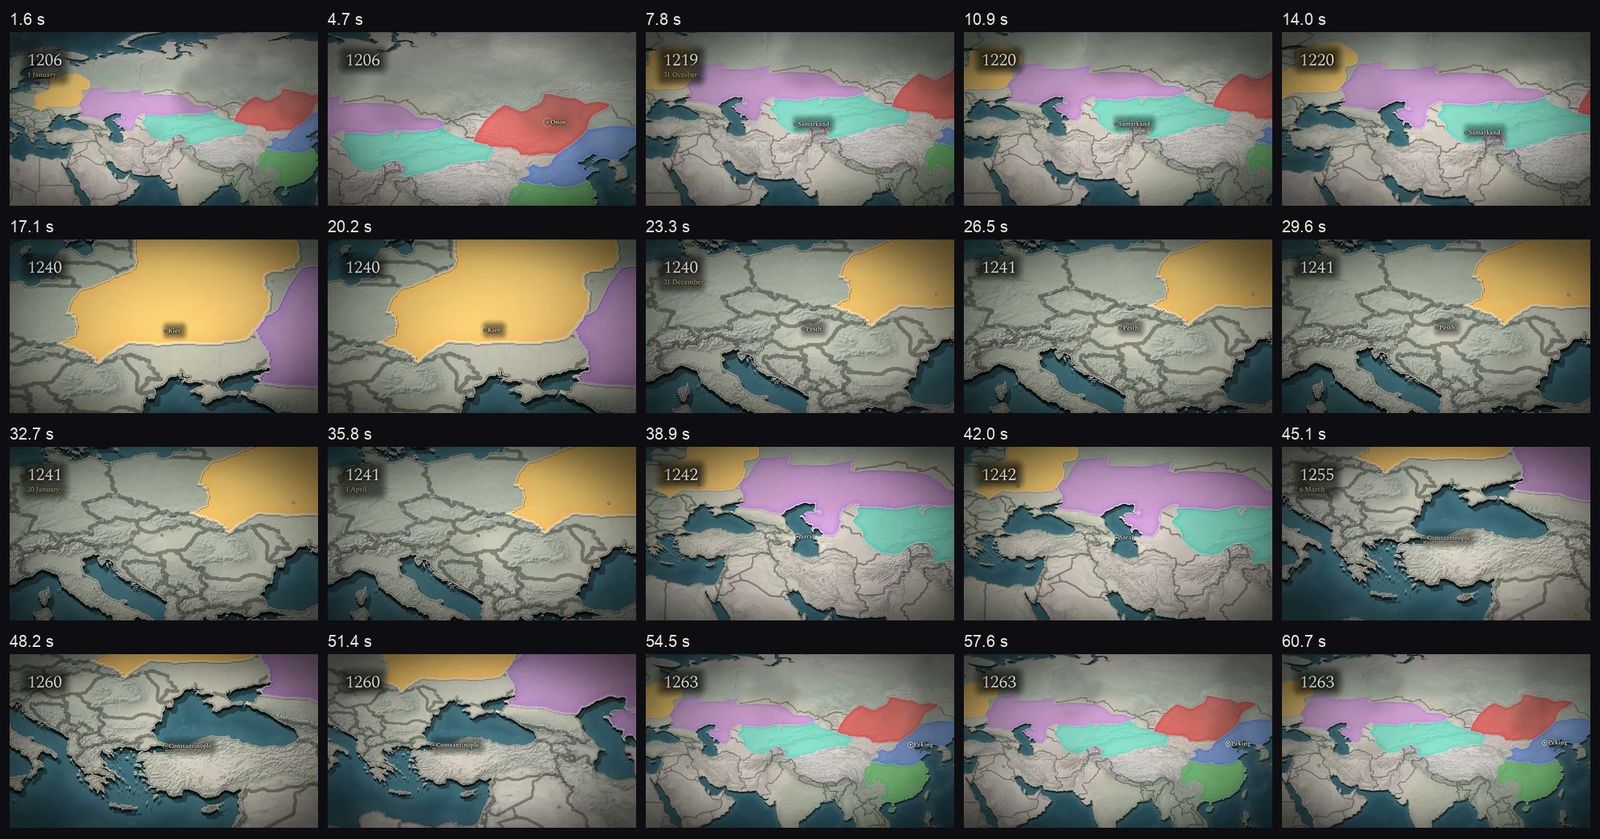 1.6 s
4.7 s
7.8 s
10.9 s
14.0 s
1206
1 January
1206
Onon
1219
31 October
Samarkand
1220
Samarkand
1220
Samarkand
17.1 s
20.2 s
23.3 s
26.5 s
29.6 s
1240
Kiev
1240
Kiev
1240
31 December
Pesth
1241
Pesth
1241
Pesth
32.7 s
35.8 s
38.9 s
42.0 s
45.1 s
1241
20 January
1241
1 April
1242
Sarai
1242
Sarai
1255
6 March
Constantinople
48.2 s
51.4 s
54.5 s
57.6 s
60.7 s
1260
Constantinople
1260
Constantinople
1263
Peking
1263
Peking
1263
Peking